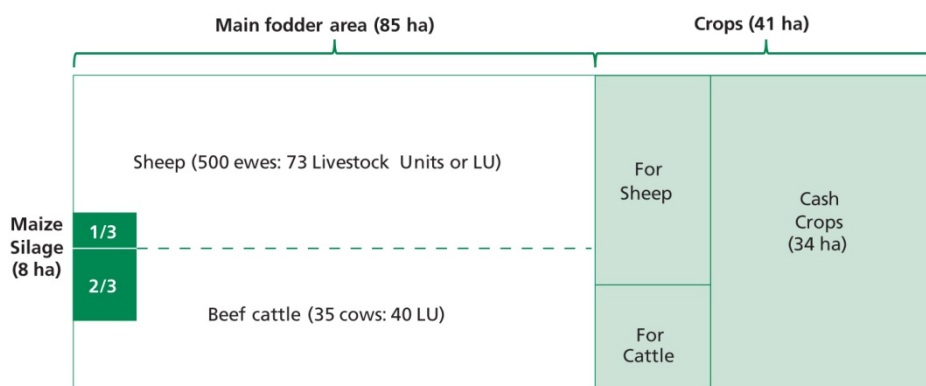 Main fodder area (85 ha)
Crops (41 ha)
Sheep (500 ewes: 73 Livestock Units or LU)
For
Sheep
Cash
Crops
(34 ha)
Maize
Silage
(8 ha)
1/3
2/3
Beef cattle (35 cows: 40 LU)
For
Cattle